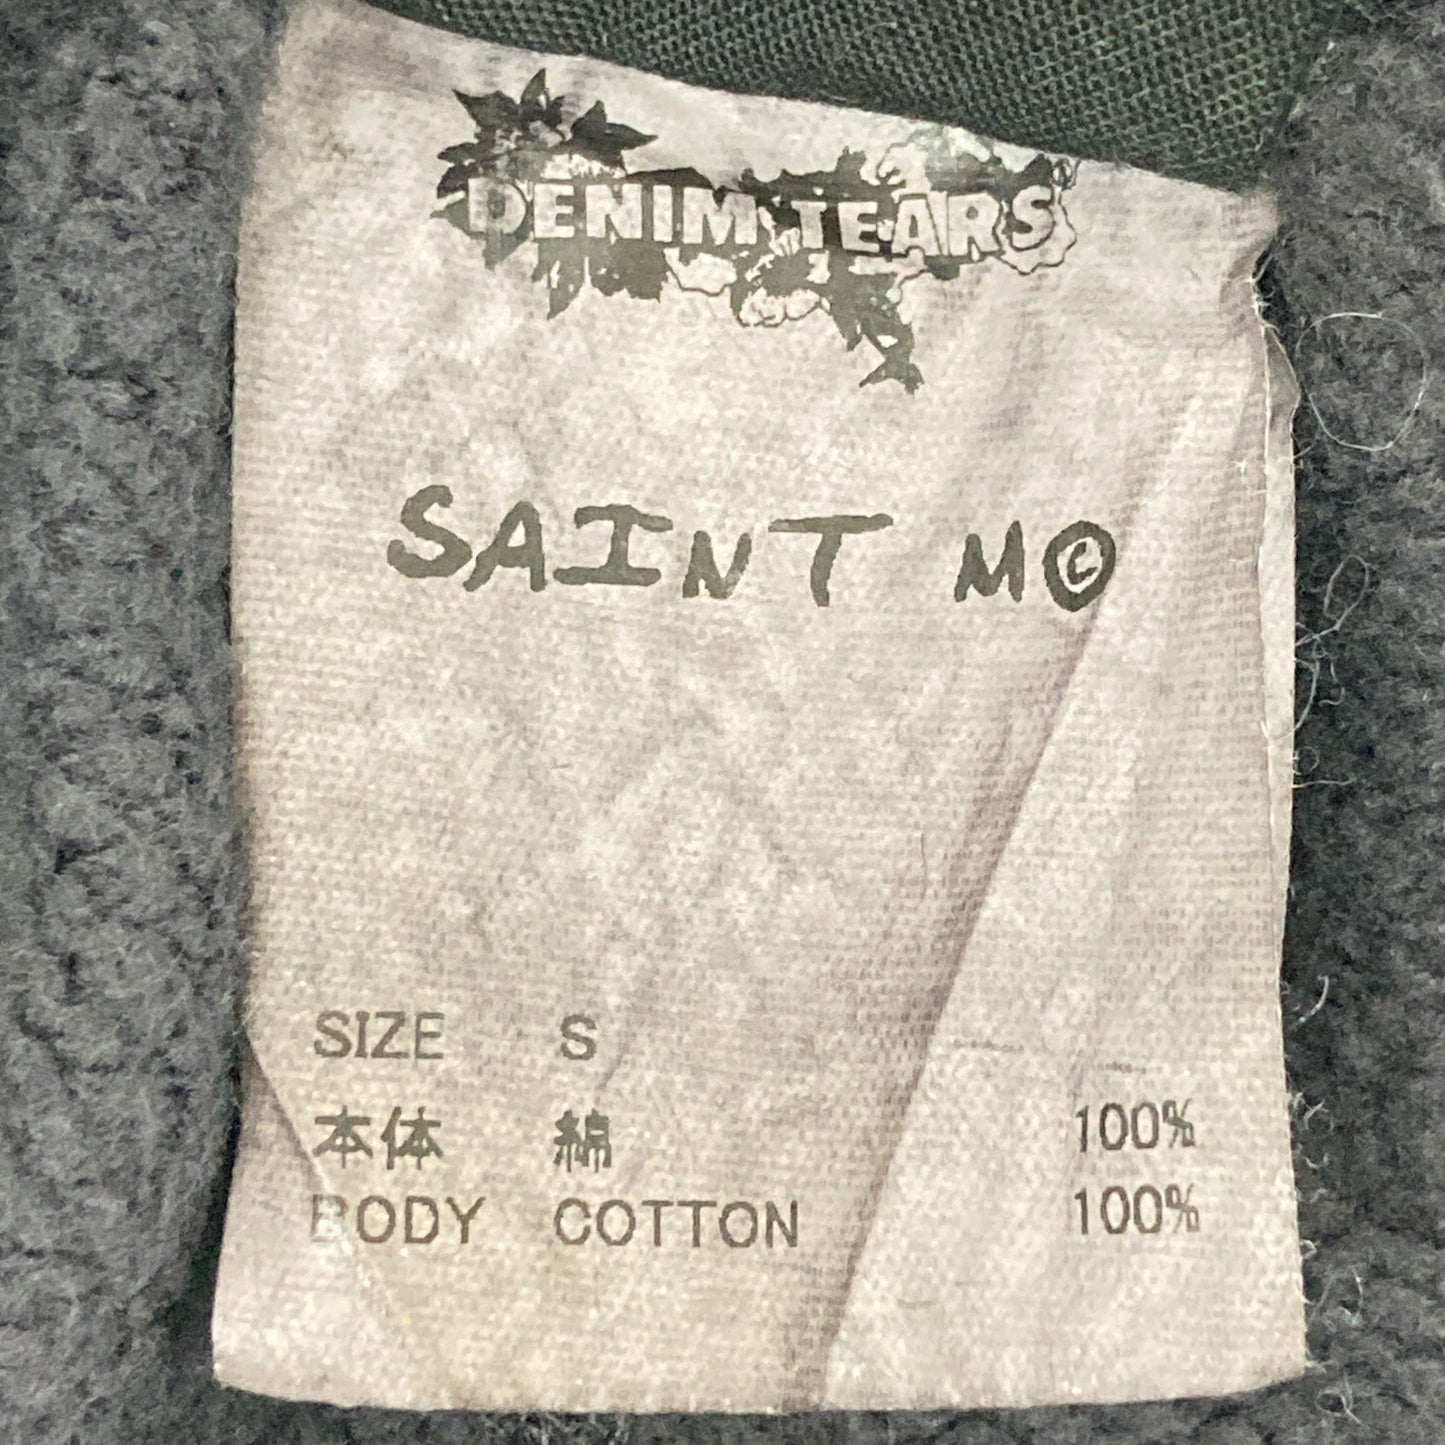 DENIM TEARS
SAINT M©
SIZE S
本体 綿 100%
BODY COTTON 100%